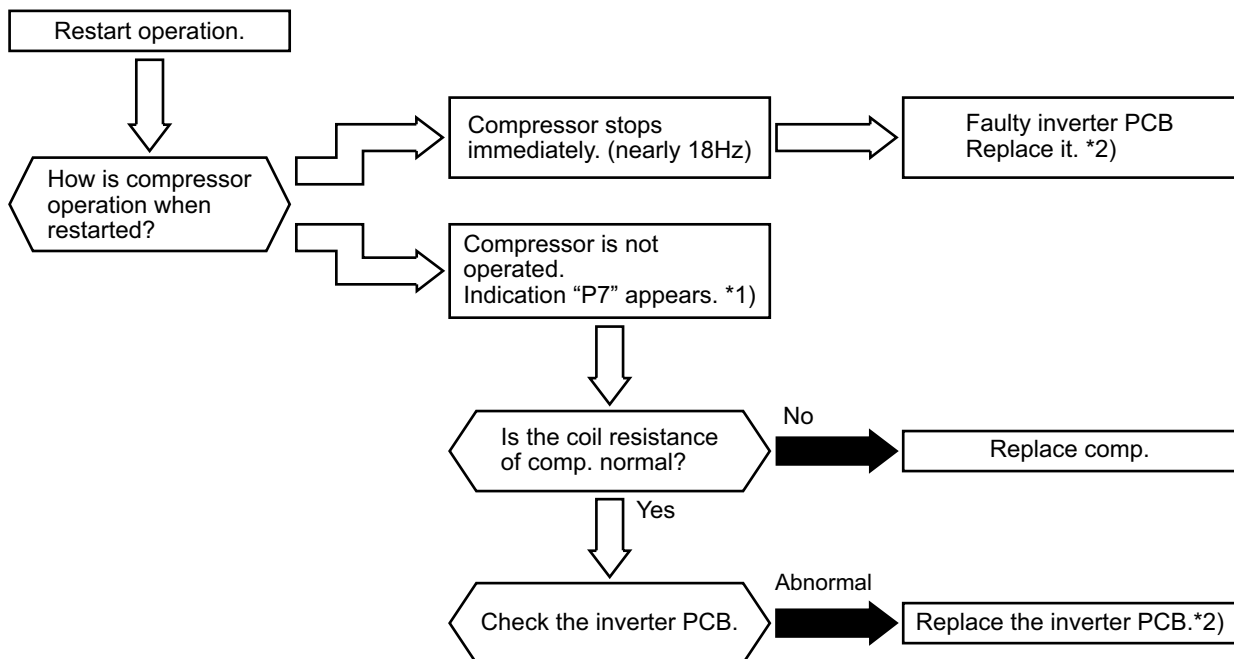 Restart operation.
How is compressor
operation when
restarted?
Compressor stops
immediately. (nearly 18Hz)
Faulty inverter PCB
Replace it. *2)
Compressor is not
operated.
Indication “P7” appears. *1)
Is the coil resistance
of comp. normal?
No
Replace comp.
Yes
Check the inverter PCB.
Abnormal
Replace the inverter PCB.*2)